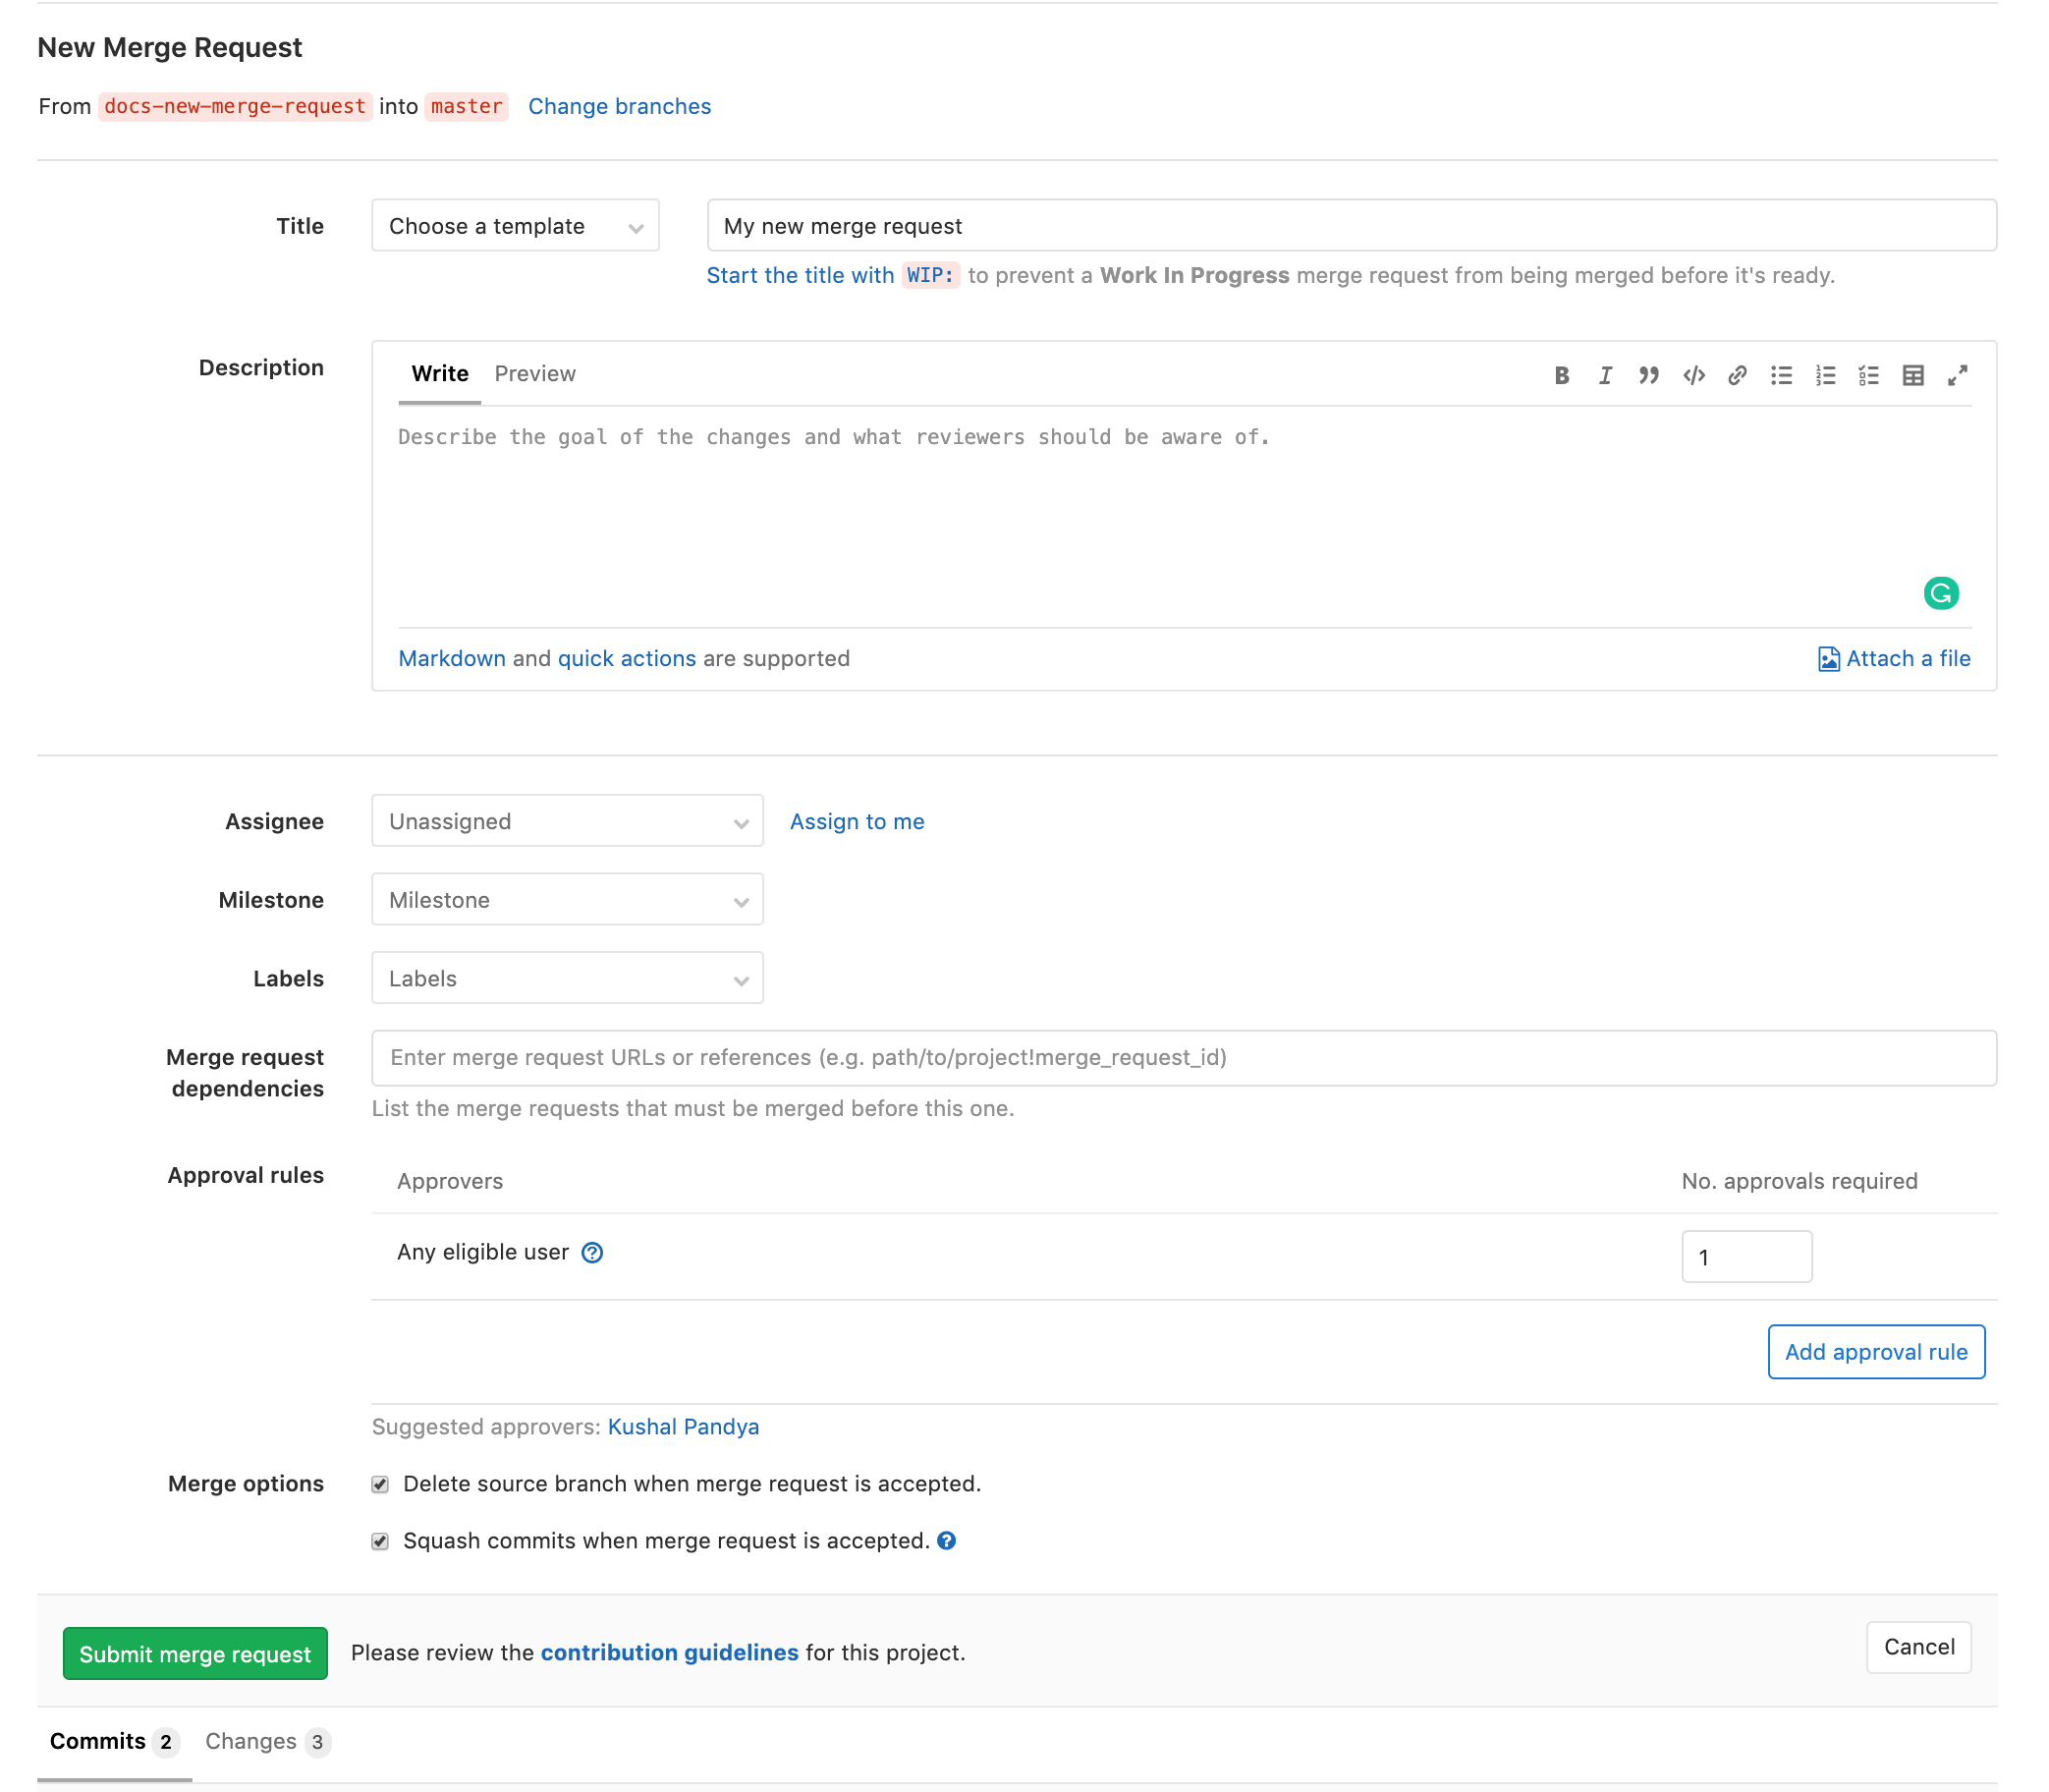 New Merge Request
From docs-new-merge-request into master Change branches
Title Choose a template My new merge request
Start the title with WIP: to prevent a Work In Progress merge request from being merged before it's ready.
Description Write Preview
Describe the goal of the changes and what reviewers should be aware of.
Markdown and quick actions are supported Attach a file
Assignee Unassigned Assign to me
Milestone Milestone
Labels Labels
Merge request dependencies Enter merge request URLs or references (e.g. path/to/project!merge_request_id)
List the merge requests that must be merged before this one.
Approval rules Approvers No. approvals required
Any eligible user 1
Add approval rule
Suggested approvers: Kushal Pandya
Merge options Delete source branch when merge request is accepted.
Squash commits when merge request is accepted.
Submit merge request Please review the contribution guidelines for this project. Cancel
Commits 2 Changes 3